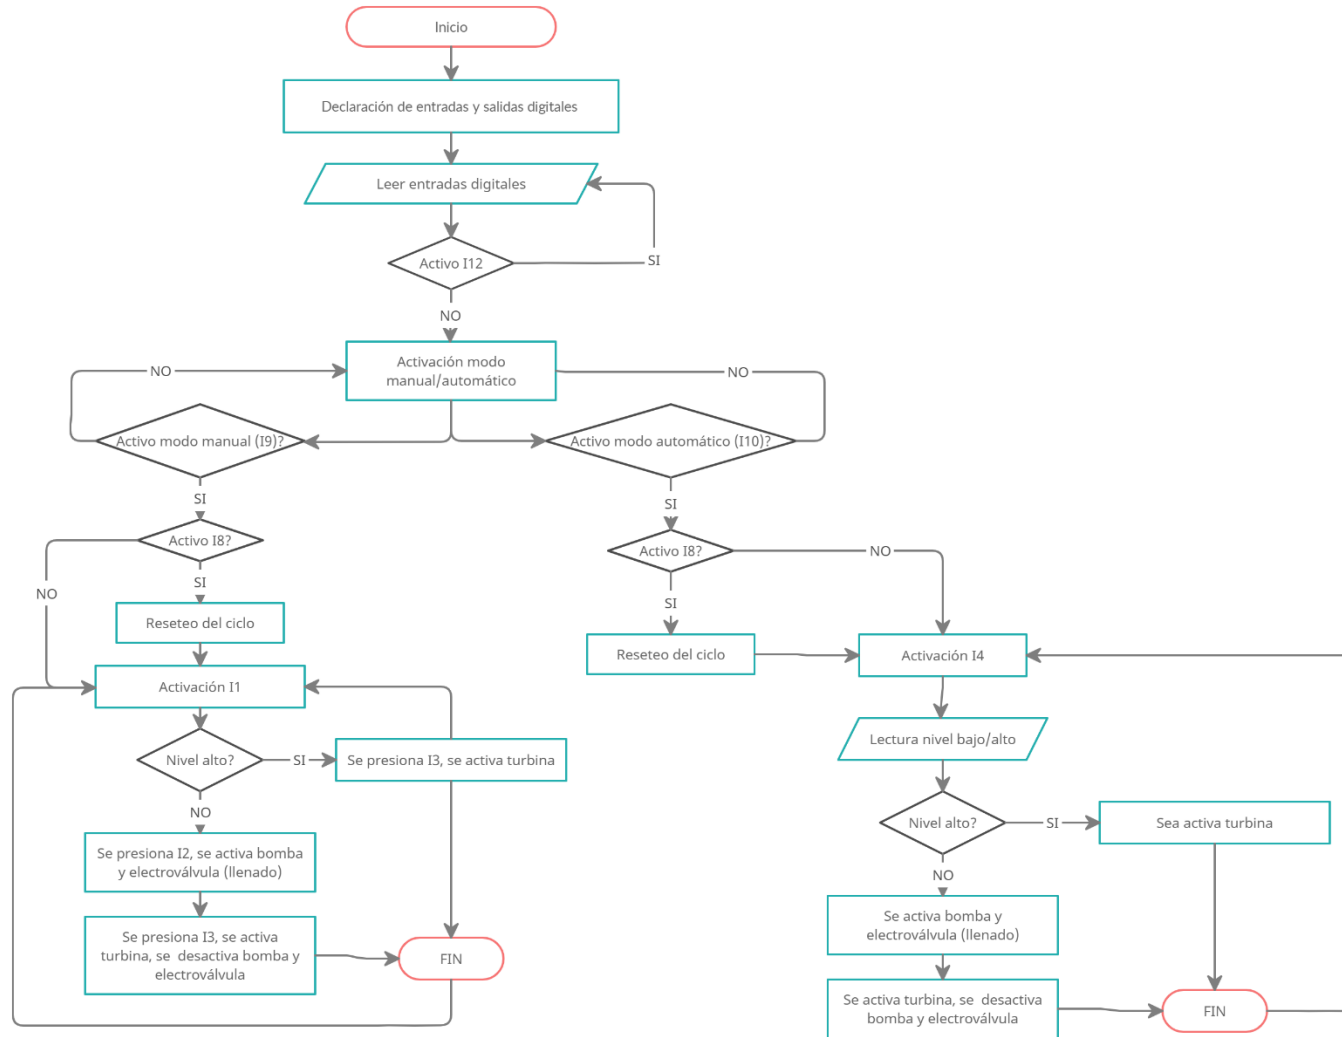 Inicio
Declaración de entradas y salidas digitales
Leer entradas digitales
Activo I12
SI
NO
Activación modo
manual/automático
NO
NO
Activo modo manual (I9)?
Activo modo automático (I10)?
SI
SI
Activo I8?
Activo I8?
NO
SI
NO
SI
Reseteo del ciclo
Reseteo del ciclo
Activación I4
Activación I1
Lectura nivel bajo/alto
Nivel alto?
SI
Se presiona I3, se activa turbina
NO
Nivel alto?
SI
Sea activa turbina
Se presiona I2, se activa bomba
y electroválvula (llenado)
NO
Se activa bomba y
electroválvula (llenado)
Se presiona I3, se activa
turbina, se  desactiva bomba y
electroválvula
FIN
Se activa turbina, se  desactiva
bomba y electroválvula
FIN